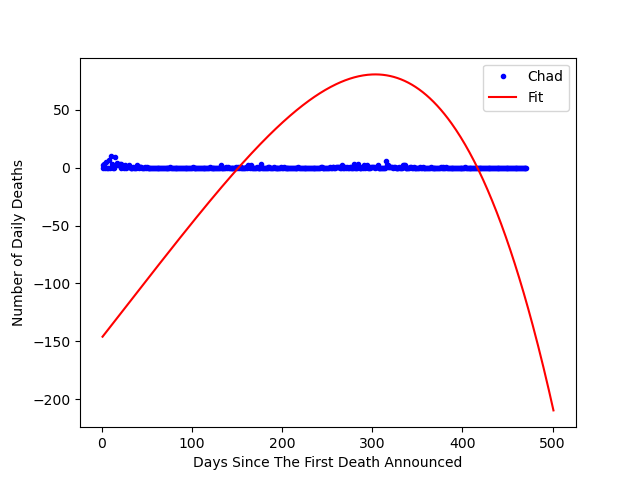 Chad
Fit
50
0
−50
−100
−150
−200
Number of Daily Deaths
0 100 200 300 400 500
Days Since The First Death Announced